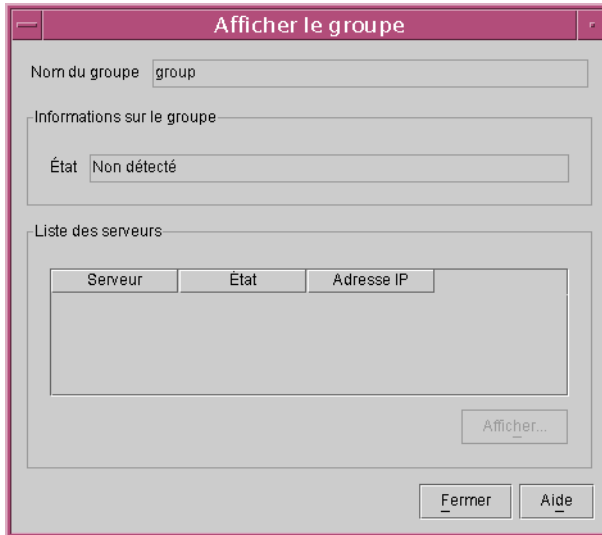 Afficher le groupe
Nom du groupe group
Informations sur le groupe
État Non détecté
Liste des serveurs
Serveur État Adresse IP
Afficher...
Fermer Aide